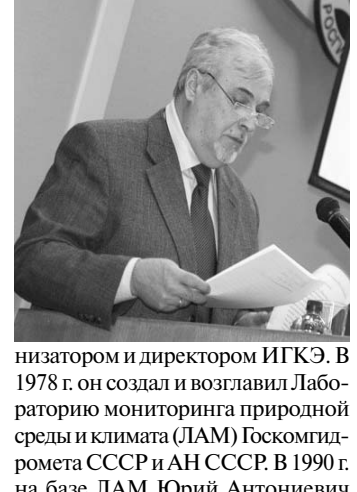 РОСГИ
низатором и директором ИГКЭ. В
1978 г. он создал и возглавил Лабо-
раторию мониторинга природной
среды и климата (ЛАМ) Госкомгид-
ромета СССР и АН СССР. В 1990 г.
на базе ЛАМ Юрий Антониевич